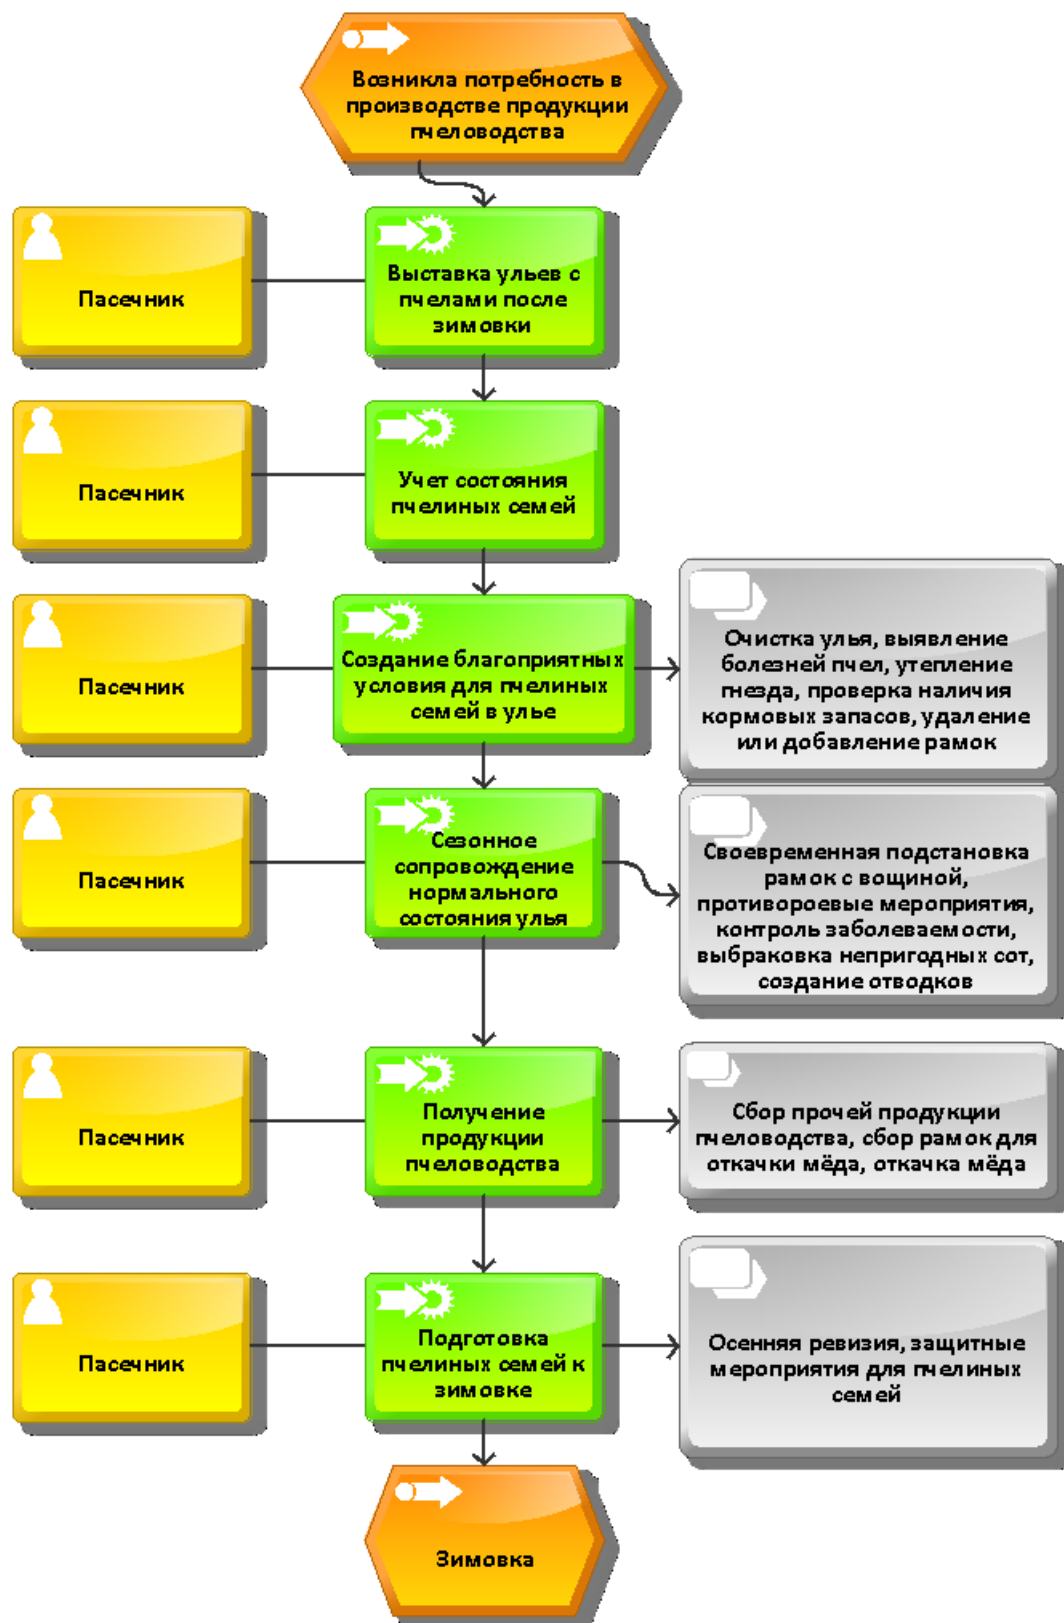 Возникла потребность в
производстве продукции
пчеловодства
Пасечник
Выставка ульев с
пчелами после
зимовки
Пасечник
Учет состояния
пчелиных семей
Пасечник
Создание благоприятных
условия для пчелиных
семей в улье
Очистка улья, выявление
болезней пчел, утепление
гнезда, проверка наличия
кормовых запасов, удаление
или добавление рамок
Пасечник
Сезонное
сопровождение
нормального
состояния улья
Своевременная подстановка
рамок с вощиной,
противороевые мероприятия,
контроль заболеваемости,
выбраковка непригодных сот,
создание отводков
Пасечник
Получение
продукции
пчеловодства
Сбор прочей продукции
пчеловодства, сбор рамок для
откачки мёда, откачка мёда
Пасечник
Подготовка
пчелиных семей к
зимовке
Осенняя ревизия, защитные
мероприятия для пчелиных
семей
Зимовка